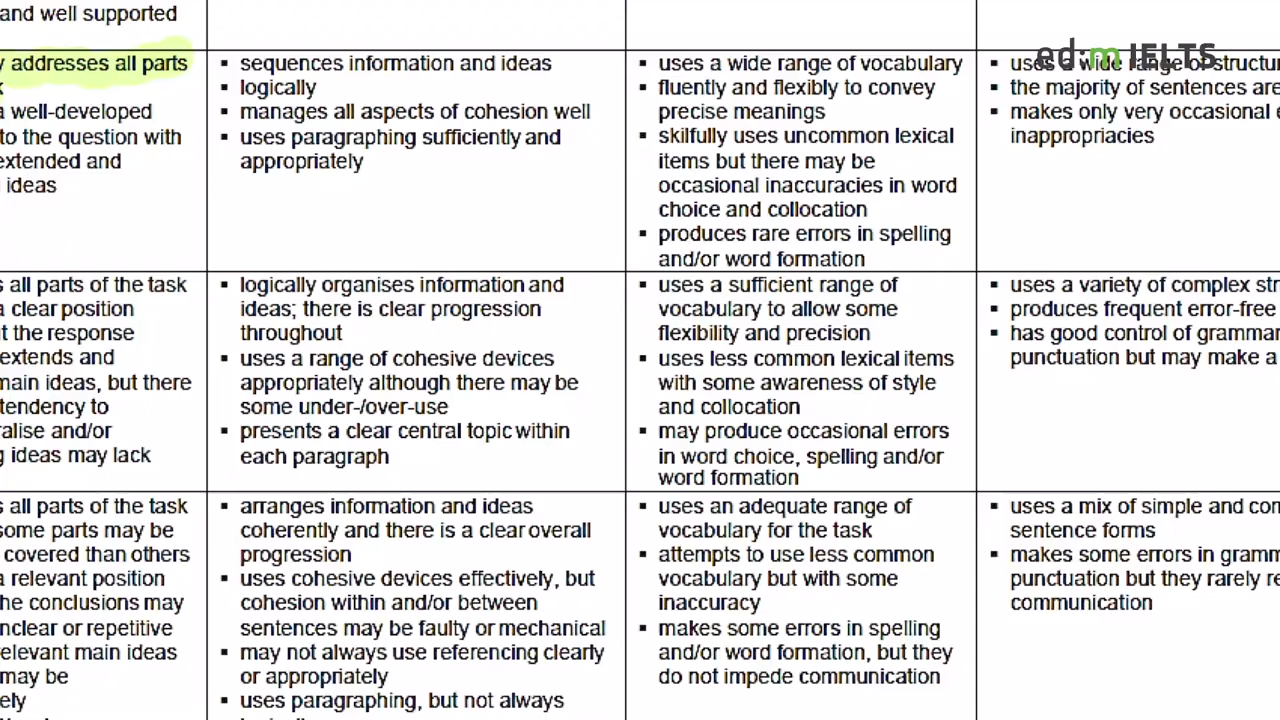 and well supported
ed·m IELTS
y addresses all parts
k
a well-developed
to the question with
extended and
ideas
▪ sequences information and ideas
▪ logically
▪ manages all aspects of cohesion well
▪ uses paragraphing sufficiently and
appropriately
▪ uses a wide range of vocabulary
▪ fluently and flexibly to convey
precise meanings
▪ skilfully uses uncommon lexical
items but there may be
occasional inaccuracies in word
choice and collocation
▪ produces rare errors in spelling
and/or word formation
▪ uses a wide range of structur
▪ the majority of sentences are
▪ makes only very occasional e
inappropriacies
s all parts of the task
a clear position
t the response
extends and
main ideas, but there
tendency to
ralise and/or
g ideas may lack
▪ logically organises information and
ideas; there is clear progression
throughout
▪ uses a range of cohesive devices
appropriately although there may be
some under-/over-use
▪ presents a clear central topic within
each paragraph
▪ uses a sufficient range of
vocabulary to allow some
flexibility and precision
▪ uses less common lexical items
with some awareness of style
and collocation
▪ may produce occasional errors
in word choice, spelling and/or
word formation
▪ uses a variety of complex str
▪ produces frequent error-free
▪ has good control of grammar
punctuation but may make a
s all parts of the task
some parts may be
covered than others
a relevant position
he conclusions may
nclear or repetitive
relevant main ideas
may be
ely
▪ arranges information and ideas
coherently and there is a clear overall
progression
▪ uses cohesive devices effectively, but
cohesion within and/or between
sentences may be faulty or mechanical
▪ may not always use referencing clearly
or appropriately
▪ uses paragraphing, but not always
▪ uses an adequate range of
vocabulary for the task
▪ attempts to use less common
vocabulary but with some
inaccuracy
▪ makes some errors in spelling
and/or word formation, but they
do not impede communication
▪ uses a mix of simple and con
sentence forms
▪ makes some errors in gramm
punctuation but they rarely re
communication